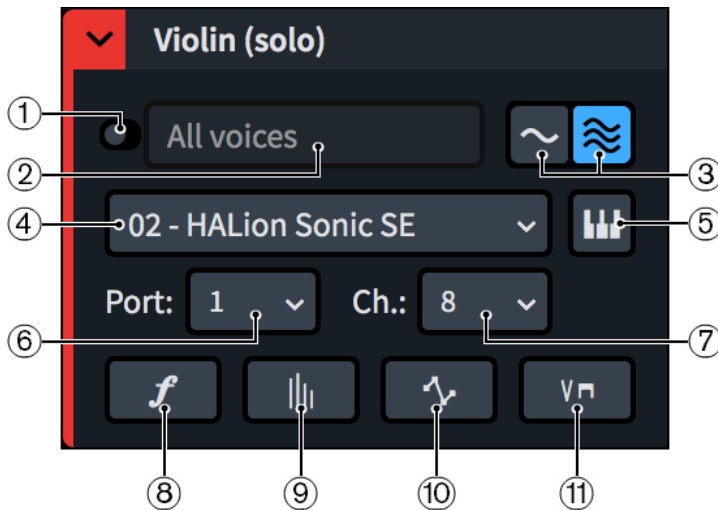 Violin (solo)
① All voices
② ③
④ 02 - HALion Sonic SE ⑤
Port: 1 Ch.: 8
⑥ ⑦
f
⑧ ⑨ ⑩ ⑪